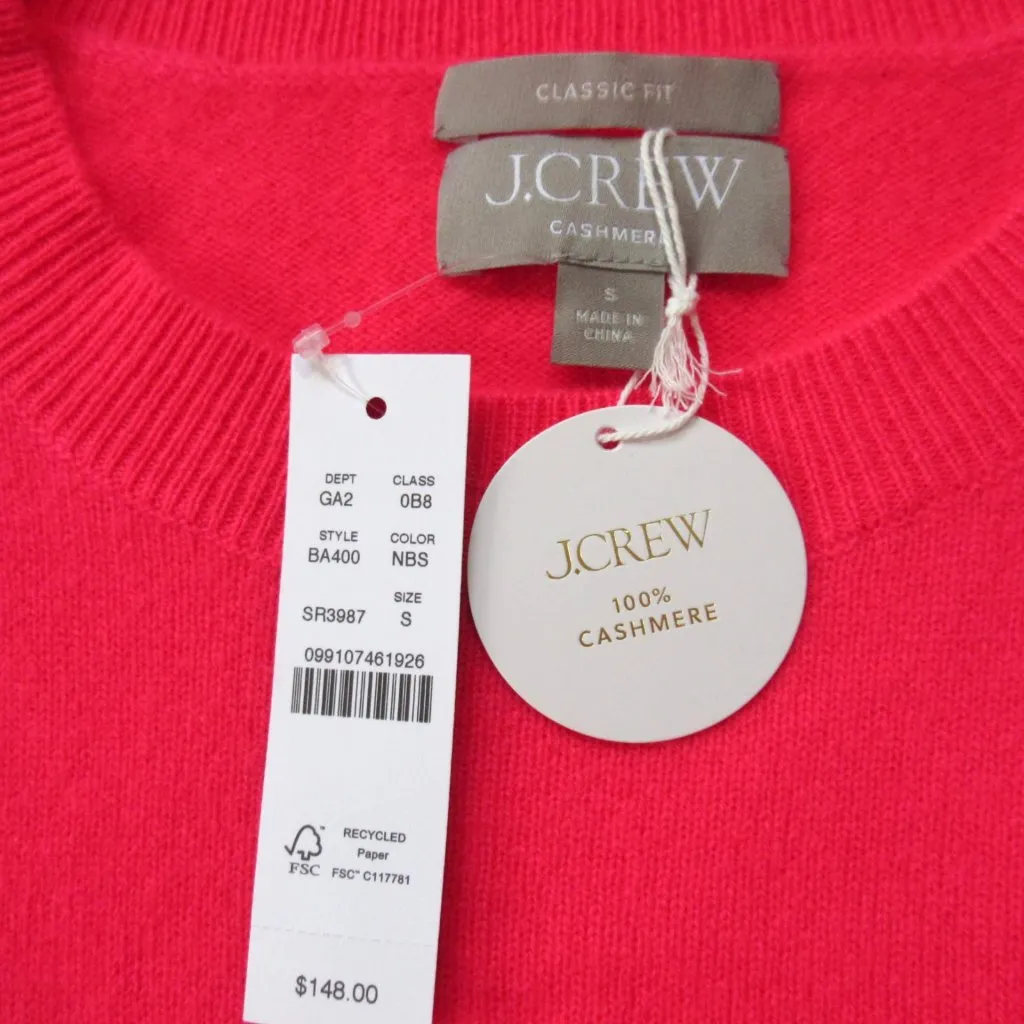 CLASSIC FIT
J.CREW
CASHMERE
S
MADE IN
CHINA
DEPT CLASS
GA2 0B8
STYLE COLOR
BA400 NBS
SIZE
SR3987 S
099107461926
RECYCLED
Paper
FSC™ C117781
FSC
$148.00
J.CREW
100%
CASHMERE